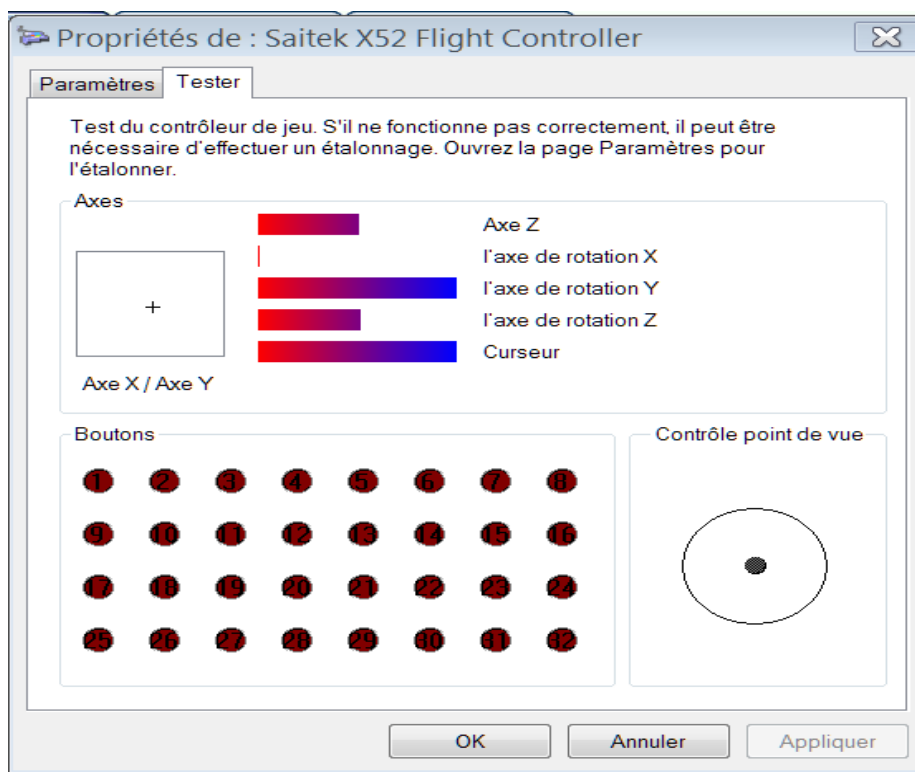 Propriétés de : Saitek X52 Flight Controller
Paramètres Tester
Test du contrôleur de jeu. S'il ne fonctionne pas correctement, il peut être
nécessaire d'effectuer un étalonnage. Ouvrez la page Paramètres pour
l'étalonner.
Axes
Axe Z
l'axe de rotation X
l'axe de rotation Y
l'axe de rotation Z
Curseur
Axe X / Axe Y
Boutons
1 2 3 4 5 6 7 8
9 10 11 12 13 14 15 16
17 18 19 20 21 22 23 24
25 26 27 28 29 30 31 32
Contrôle point de vue
OK Annuler Appliquer